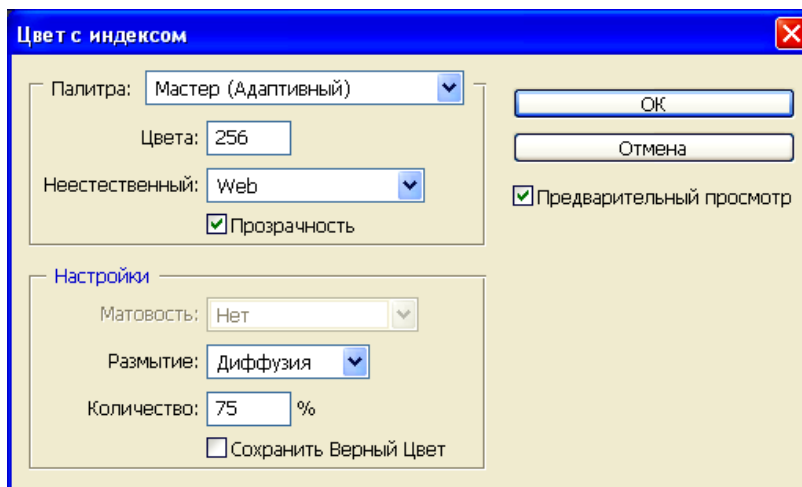 Цвет с индексом
Палитра: Мастер (Адаптивный)
Цвета: 256
Неестественный: Web
Прозрачность
OK
Отмена
Предварительный просмотр
Настройки
Матовость: Нет
Размытие: Диффузия
Количество: 75 %
Сохранить Верный Цвет